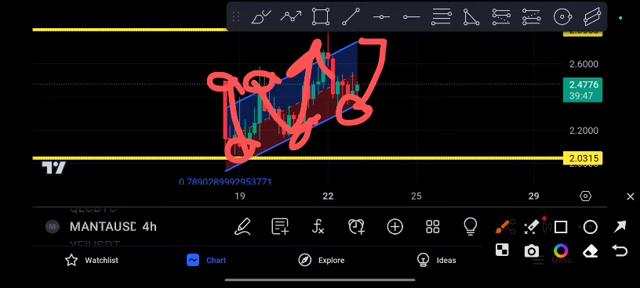 2.6000
2.4776
39:47
2.2000
2.0315
0.7890289992953771
19
22
25
29
MANTAUSD 4h
Watchlist
Chart
Explore
Ideas